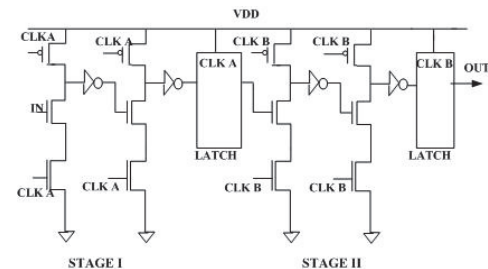 VDD
CLKA
CLK A
CLK B
CLK B
CLK A
CLK B
OUT
IN
LATCH
LATCH
CLK A
CLK A
CLK B
CLK B
STAGE I
STAGE II